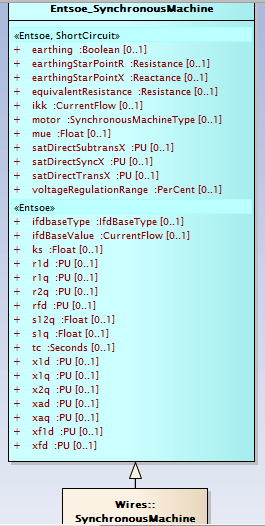 Entsoe_SynchronousMachine
«Entsoe, ShortCircuit»
+ earthing :Boolean [0..1]
+ earthingStarPointR :Resistance [0..1]
+ earthingStarPointX :Reactance [0..1]
+ equivalentResistance :Resistance [0..1]
+ ikk :CurrentFlow [0..1]
+ motor :SynchronousMachineType [0..1]
+ mue :Float [0..1]
+ satDirectSubtransX :PU [0..1]
+ satDirectSyncX :PU [0..1]
+ satDirectTransX :PU [0..1]
+ voltageRegulationRange :PerCent [0..1]
«Entsoe»
+ ifdbaseType :IfdBaseType [0..1]
+ ifdBaseValue :CurrentFlow [0..1]
+ ks :Float [0..1]
+ r1d :PU [0..1]
+ r1q :PU [0..1]
+ r2q :PU [0..1]
+ rfd :PU [0..1]
+ s12q :Float [0..1]
+ s1q :Float [0..1]
+ tc :Seconds [0..1]
+ x1d :PU [0..1]
+ x1q :PU [0..1]
+ x2q :PU [0..1]
+ xad :PU [0..1]
+ xaq :PU [0..1]
+ xf1d :PU [0..1]
+ xfd :PU [0..1]
Wires::
SynchronousMachine